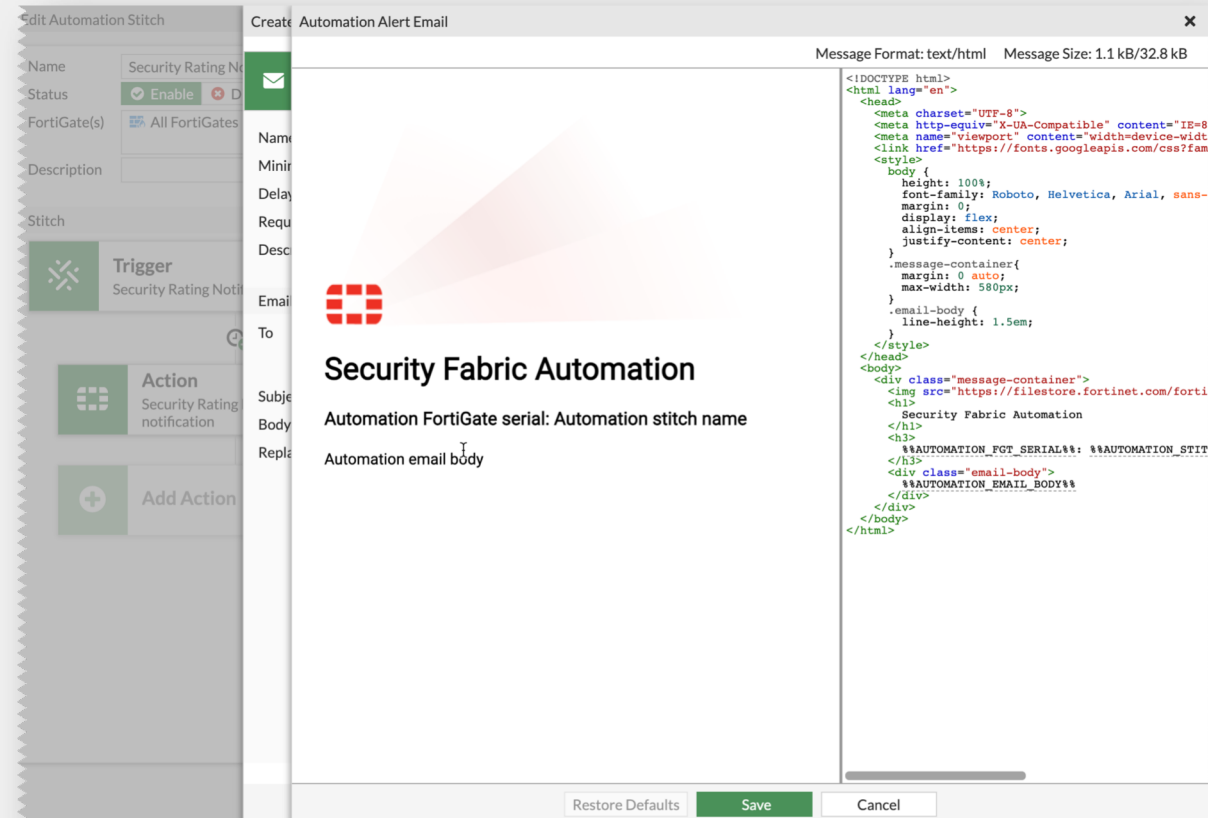 Edit Automation Stitch
Name
Security Rating No
Status
Enable
D
FortiGate(s)
All FortiGates
Description
Stitch
Trigger
Security Rating Noti
Action
Security Rating
notification
Add Action
Create
Name
Minin
Delay
Requ
Desc
Email
To
Subje
Body
Repla
Automation Alert Email
Message Format: text/html Message Size: 1.1 kB/32.8 kB
Security Fabric Automation
Automation FortiGate serial: Automation stitch name
Automation email body
<!DOCTYPE html>
<html lang="en">
<head>
<meta charset="UTF-8">
<meta http-equiv="X-UA-Compatible" content="IE=8
<meta name="viewport" content="width=device-widt
<link href="https://fonts.googleapis.com/css?fam
<style>
body {
height: 100%;
font-family: Roboto, Helvetica, Arial, sans-
margin: 0;
display: flex;
align-items: center;
justify-content: center;
}
.message-container{
margin: 0 auto;
max-width: 580px;
}
.email-body {
line-height: 1.5em;
}
</style>
</head>
<body>
<div class="message-container">
<img src="https://filestore.fortinet.com/forti
<h1>
Security Fabric Automation
</h1>
<h3>
%%AUTOMATION_FGT_SERIAL%%: %%AUTOMATION_STIT
</h3>
<div class="email-body">
%%AUTOMATION_EMAIL_BODY%%
</div>
</div>
</body>
</html>
Restore Defaults
Save
Cancel